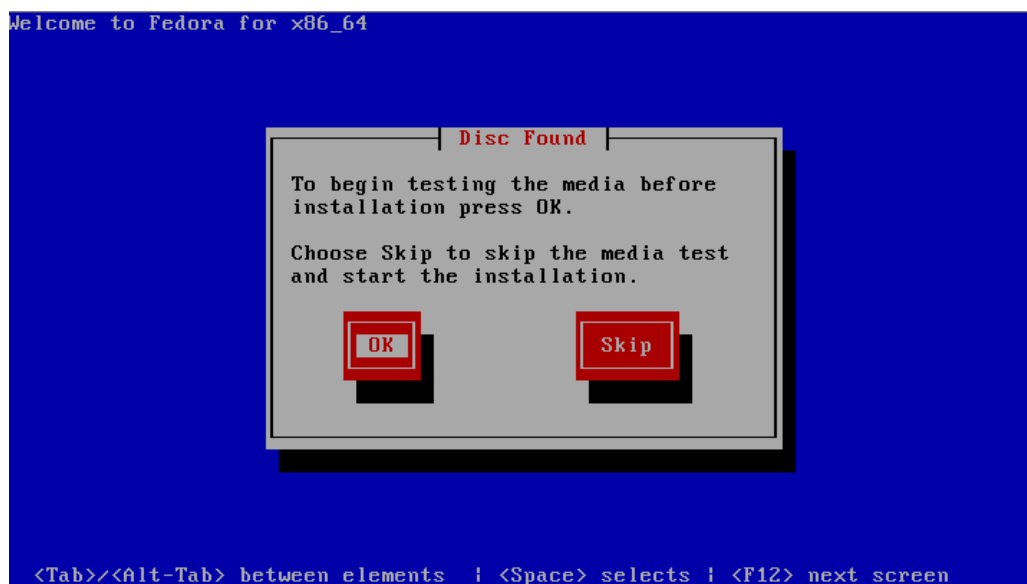 Welcome to Fedora for x86_64
Disc Found
To begin testing the media before
installation press OK.
Choose Skip to skip the media test
and start the installation.
OK Skip
<Tab>/<Alt-Tab> between elements | <Space> selects | <F12> next screen